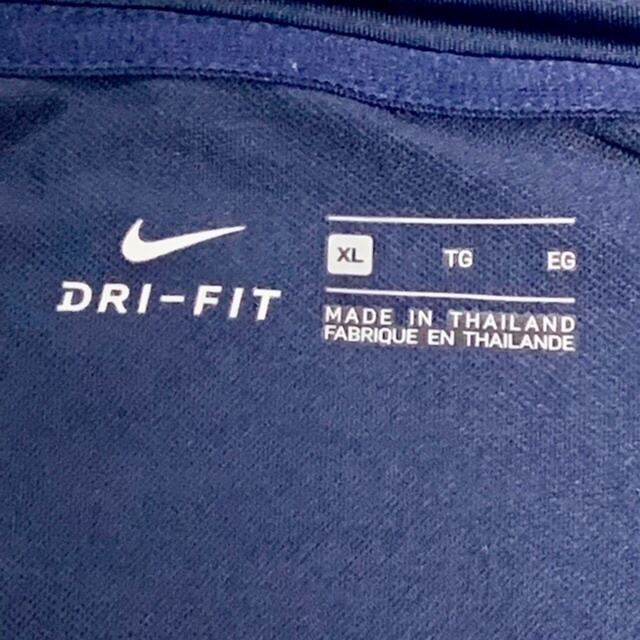 DRI-FIT
XL TG EG
MADE IN THAILAND
FABRIQUE EN THAILANDE